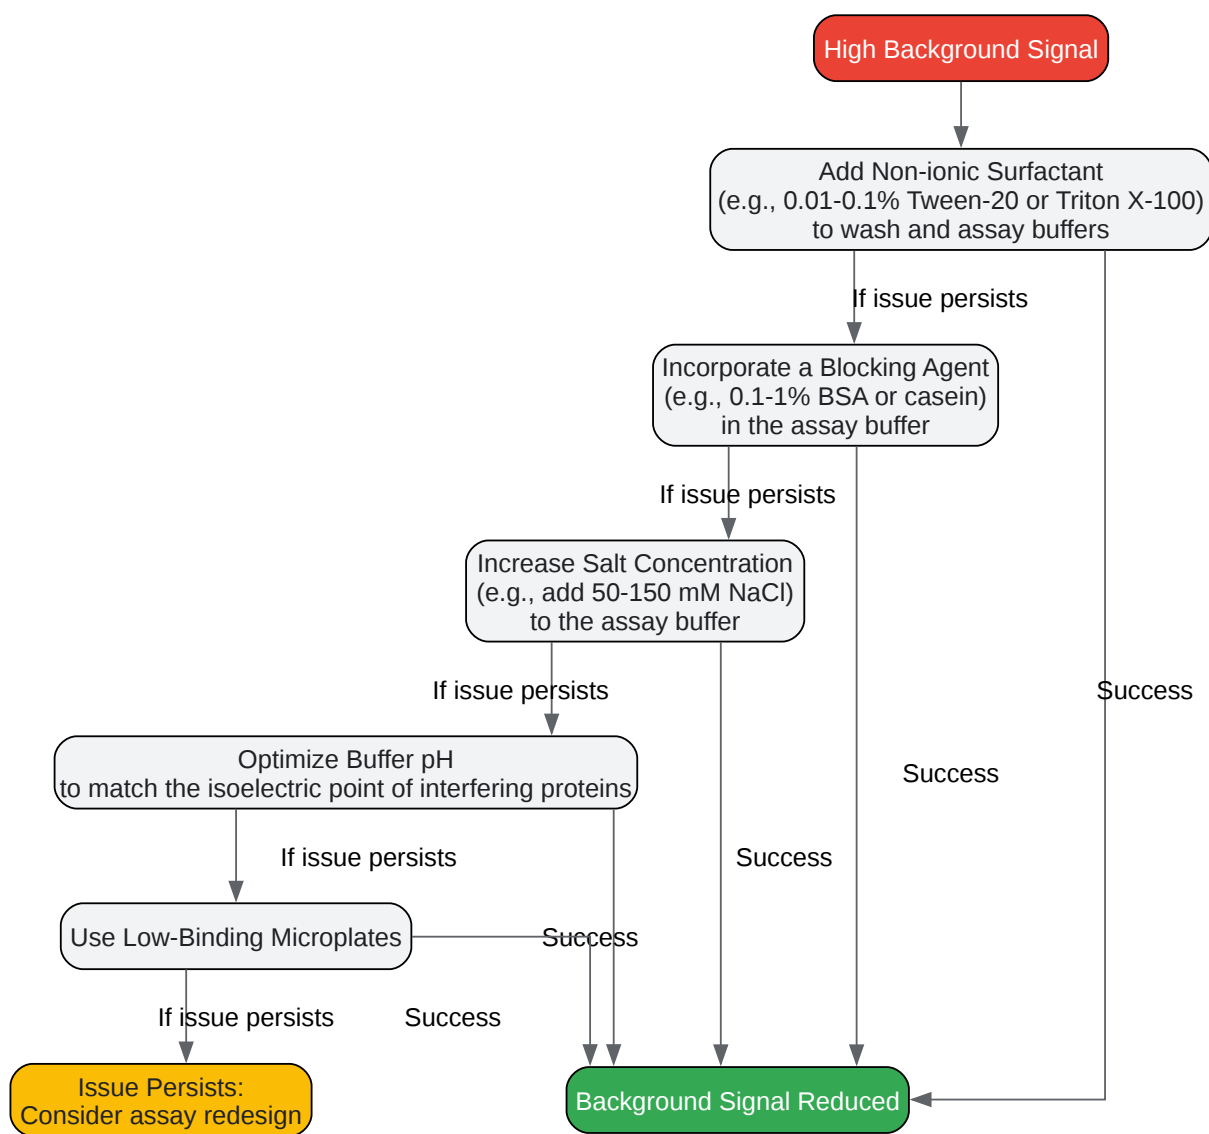 High Background Signal
Add Non-ionic Surfactant
(e.g., 0.01-0.1% Tween-20 or Triton X-100)
to wash and assay buffers
If issue persists
Incorporate a Blocking Agent
(e.g., 0.1-1% BSA or casein)
in the assay buffer
If issue persists
Increase Salt Concentration
(e.g., add 50-150 mM NaCl)
to the assay buffer
If issue persists
Success
Optimize Buffer pH
to match the isoelectric point of interfering proteins
Success
If issue persists
Success
Use Low-Binding Microplates
Success
If issue persists
Success
Issue Persists:
Consider assay redesign
Background Signal Reduced